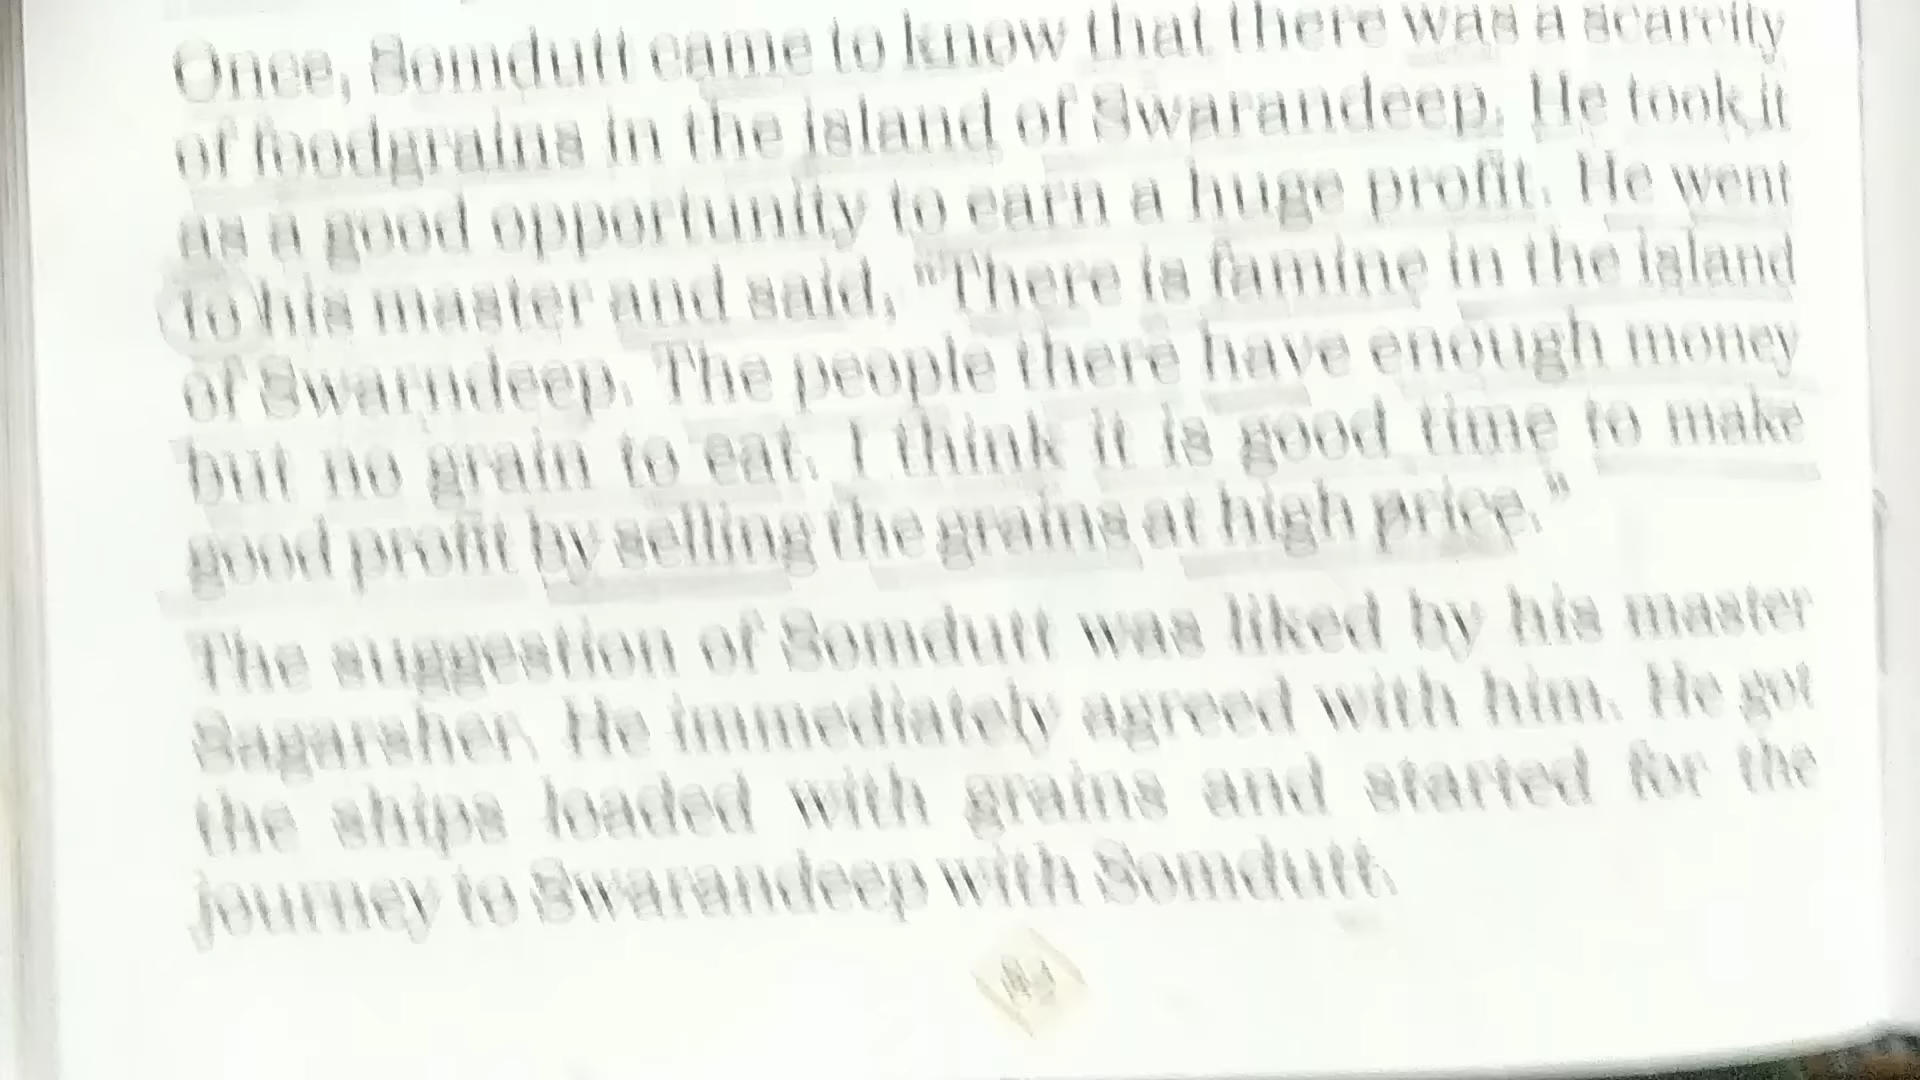 Once, Somdutt came to know that there was a scarcity
of foodgrains in the island of Swarandeep. He took it
as a good opportunity to earn a huge profit. He went
to his master and said, "There is famine in the island
of Swarndeep. The people there have enough money
but no grain to eat. I think it is good time to make
good profit by selling the grains at high price."
The suggestion of Somdutt was liked by his master
Sagarsher. He immediately agreed with him. He got
the ships loaded with grains and started for the
journey to Swarandeep with Somdutt.